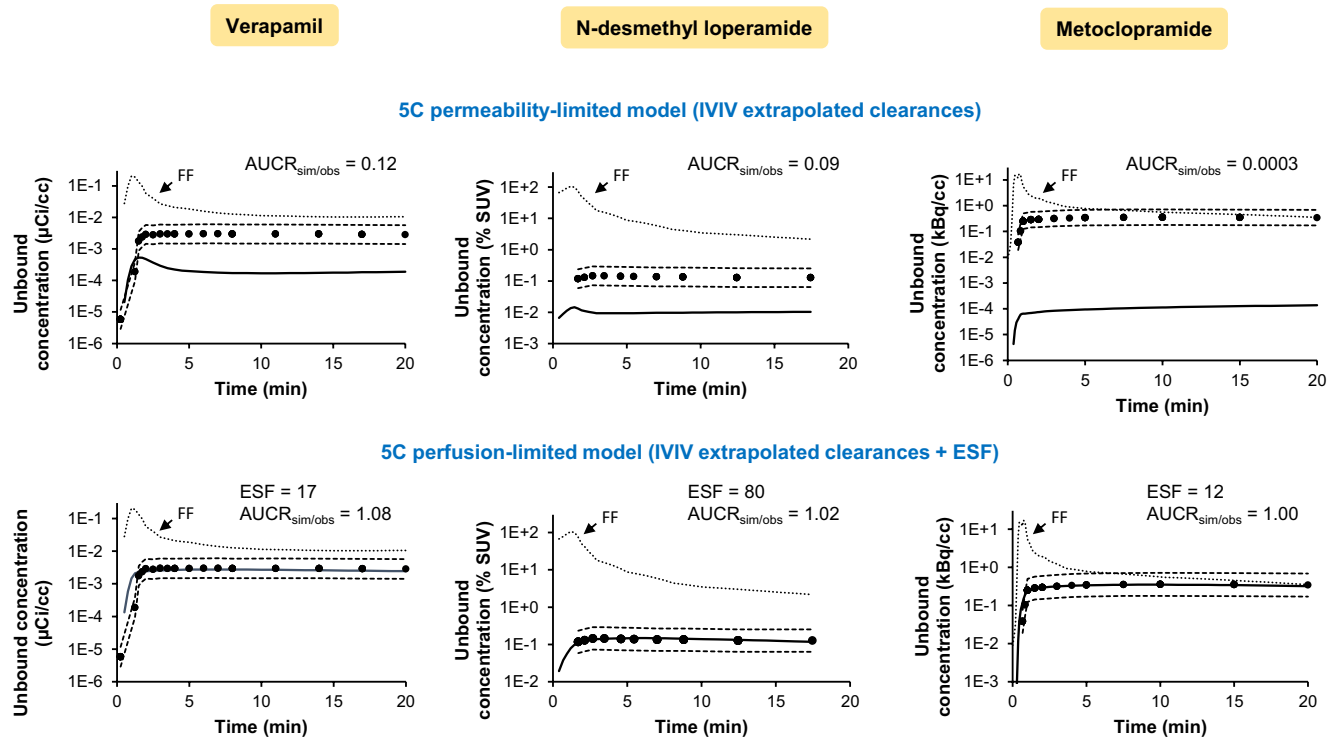 Verapamil
N-desmethyl loperamide
Metoclopramide
5C permeability-limited model (IVIV extrapolated clearances)
AUCR_sim/obs = 0.12
FF
Unbound
concentration (µCi/cc)
1E-1
1E-2
1E-3
1E-4
1E-5
1E-6
0 5 10 15 20
Time (min)
AUCR_sim/obs = 0.09
FF
Unbound
concentration (% SUV)
1E+2
1E+1
1E+0
1E-1
1E-2
1E-3
0 5 10 15 20
Time (min)
AUCR_sim/obs = 0.0003
FF
Unbound
concentration (kBq/cc)
1E+1
1E+0
1E-1
1E-2
1E-3
1E-4
1E-5
1E-6
0 5 10 15 20
Time (min)
5C perfusion-limited model (IVIV extrapolated clearances + ESF)
ESF = 17
AUCR_sim/obs = 1.08
FF
Unbound concentration
(µCi/cc)
1E-1
1E-2
1E-3
1E-4
1E-5
1E-6
0 5 10 15 20
Time (min)
ESF = 80
AUCR_sim/obs = 1.02
FF
Unbound
concentration (% SUV)
1E+2
1E+1
1E+0
1E-1
1E-2
0 5 10 15 20
Time (min)
ESF = 12
AUCR_sim/obs = 1.00
FF
Unbound
concentration (kBq/cc)
1E+1
1E+0
1E-1
1E-2
1E-3
0 5 10 15 20
Time (min)